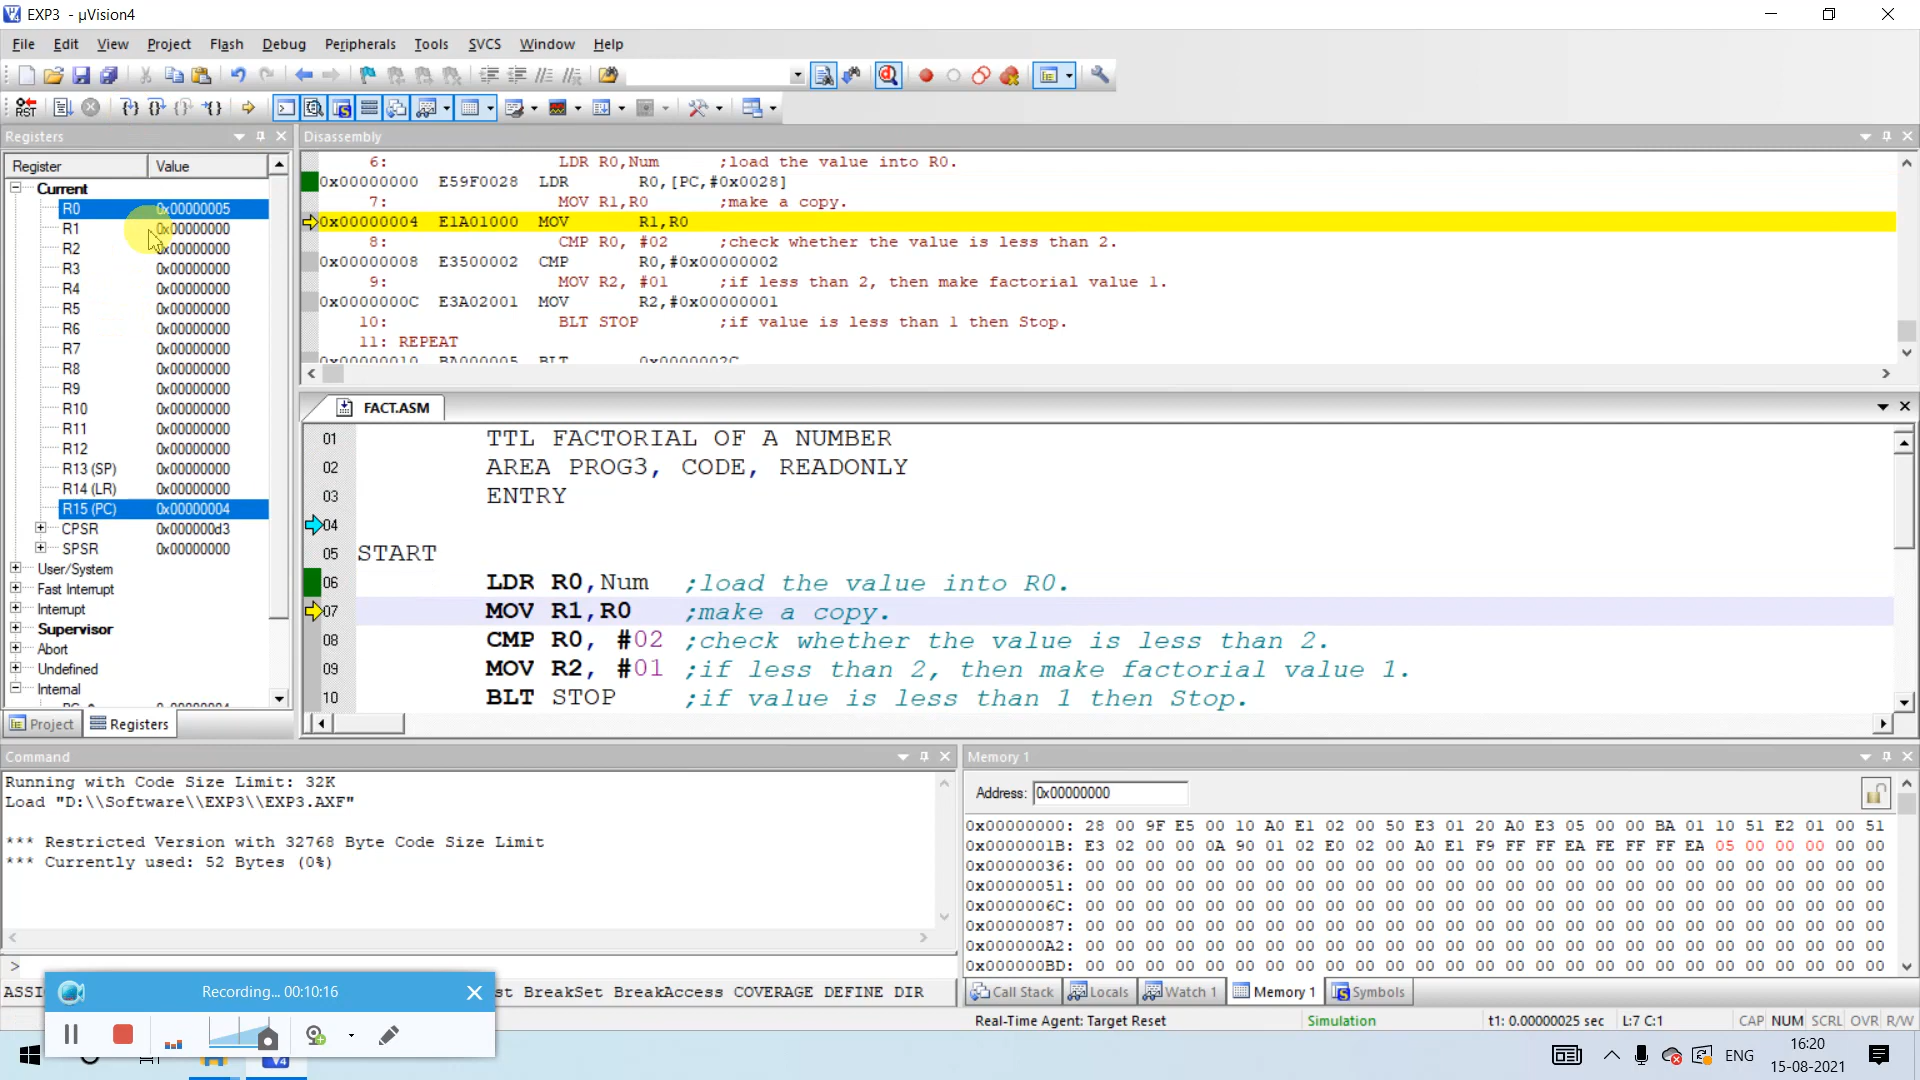 EXP3 - µVision4
File Edit View Project Flash Debug Peripherals Tools SVCS Window Help
RST
Registers
Register Value
Current
R0 0x00000005
R1 0x00000000
R2 0x00000000
R3 0x00000000
R4 0x00000000
R5 0x00000000
R6 0x00000000
R7 0x00000000
R8 0x00000000
R9 0x00000000
R10 0x00000000
R11 0x00000000
R12 0x00000000
R13 (SP) 0x00000000
R14 (LR) 0x00000000
R15 (PC) 0x00000004
CPSR 0x000000d3
SPSR 0x00000000
User/System
Fast Interrupt
Interrupt
Supervisor
Abort
Undefined
Internal
Project Registers
Disassembly
6: LDR R0,Num ;load the value into R0.
0x00000000 E59F0028 LDR R0,[PC,#0x0028]
7: MOV R1,R0 ;make a copy.
0x00000004 E1A01000 MOV R1,R0
8: CMP R0, #02 ;check whether the value is less than 2.
0x00000008 E3500002 CMP R0,#0x00000002
9: MOV R2, #01 ;if less than 2, then make factorial value 1.
0x0000000C E3A02001 MOV R2,#0x00000001
10: BLT STOP ;if value is less than 1 then Stop.
11: REPEAT
0x00000010 BA000005 BLT 0x0000002C
FACT.ASM
01 TTL FACTORIAL OF A NUMBER
02 AREA PROG3, CODE, READONLY
03 ENTRY
04
05 START
06 LDR R0,Num ;load the value into R0.
07 MOV R1,R0 ;make a copy.
08 CMP R0, #02 ;check whether the value is less than 2.
09 MOV R2, #01 ;if less than 2, then make factorial value 1.
10 BLT STOP ;if value is less than 1 then Stop.
Command
Running with Code Size Limit: 32K
Load "D:\\Software\\EXP3\\EXP3.AXF"
*** Restricted Version with 32768 Byte Code Size Limit
*** Currently used: 52 Bytes (0%)
>
ASSI
st BreakSet BreakAccess COVERAGE DEFINE DIR
Memory 1
Address: 0x00000000
0x00000000: 28 00 9F E5 00 10 A0 E1 02 00 50 E3 01 20 A0 E3 05 00 00 BA 01 10 51 E2 01 00 51
0x0000001B: E3 02 00 00 0A 90 01 02 E0 02 00 A0 E1 F9 FF FF EA FE FF FF EA 05 00 00 00 00 00
0x00000036: 00 00 00 00 00 00 00 00 00 00 00 00 00 00 00 00 00 00 00 00 00 00 00 00 00 00 00
0x00000051: 00 00 00 00 00 00 00 00 00 00 00 00 00 00 00 00 00 00 00 00 00 00 00 00 00 00 00
0x0000006C: 00 00 00 00 00 00 00 00 00 00 00 00 00 00 00 00 00 00 00 00 00 00 00 00 00 00 00
0x00000087: 00 00 00 00 00 00 00 00 00 00 00 00 00 00 00 00 00 00 00 00 00 00 00 00 00 00 00
0x000000A2: 00 00 00 00 00 00 00 00 00 00 00 00 00 00 00 00 00 00 00 00 00 00 00 00 00 00 00
0x000000BD: 00 00 00 00 00 00 00 00 00 00 00 00 00 00 00 00 00 00 00 00 00 00 00 00 00 00 00
Call Stack Locals Watch 1 Memory 1 Symbols
Recording... 00:10:16
Real-Time Agent: Target Reset Simulation t1: 0.00000025 sec L:7 C:1 CAP NUM SCRL OVR R/W
V4
ENG
16:20
15-08-2021